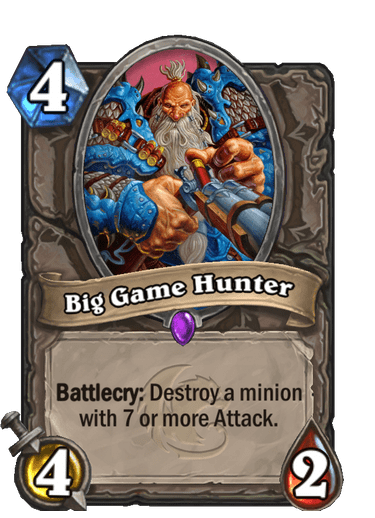 4
Big Game Hunter
Battlecry: Destroy a minion
with 7 or more Attack.
4
2